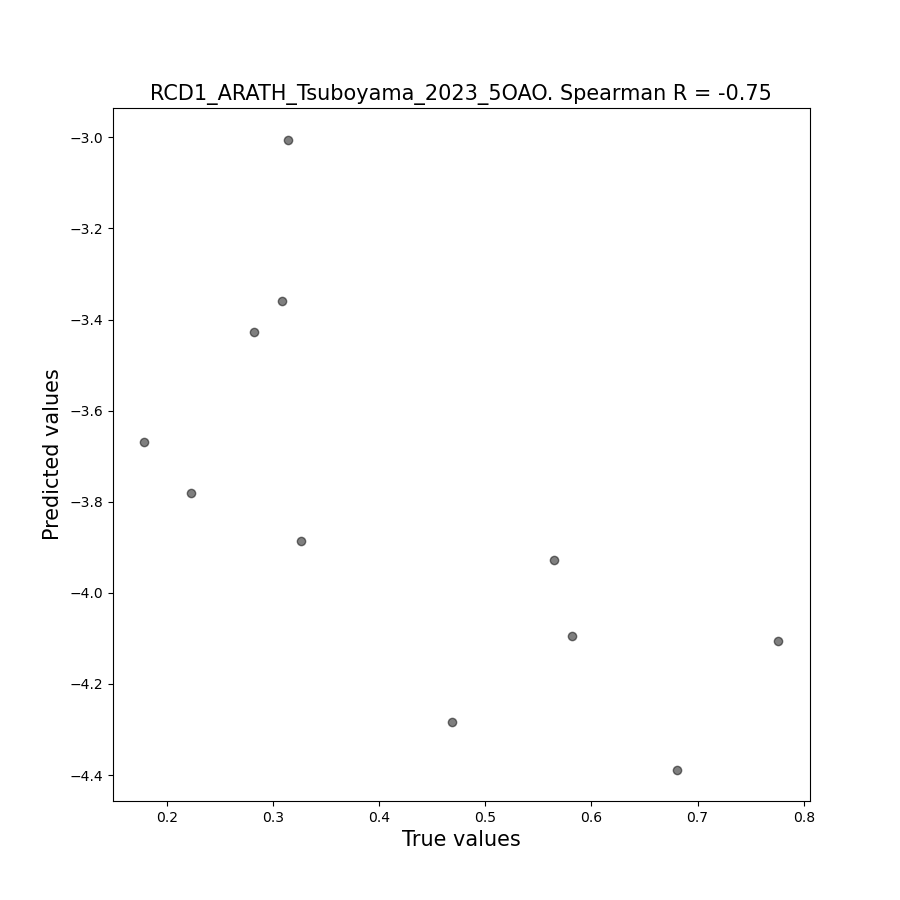 RCD1_ARATH_Tsuboyama_2023_5OAO. Spearman R = -0.75
−3.0
−3.2
−3.4
−3.6
−3.8
−4.0
−4.2
−4.4
Predicted values
0.2 0.3 0.4 0.5 0.6 0.7 0.8
True values